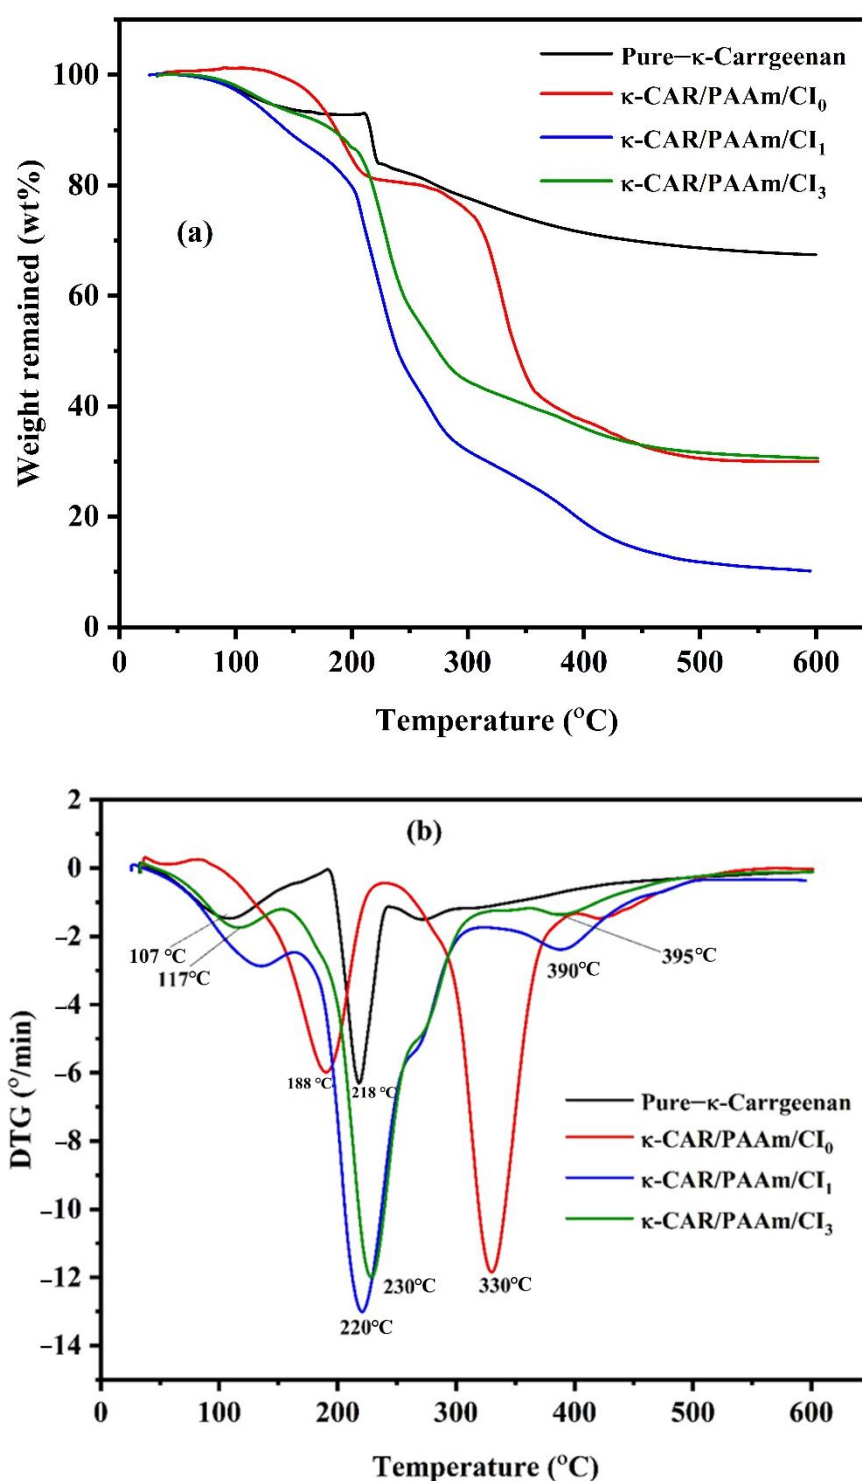 Pure–κ-Carrgeenan
κ-CAR/PAAm/CI₀
κ-CAR/PAAm/CI₁
κ-CAR/PAAm/CI₃
(a)
Weight remained (wt%)
100
80
60
40
20
0
0 100 200 300 400 500 600
Temperature (°C)
(b)
DTG (°/min)
2
0
−2
−4
−6
−8
−10
−12
−14
107 °C
117°C
188 °C
218 °C
390°C
395°C
230°C
220°C
330°C
Pure–κ-Carrgeenan
κ-CAR/PAAm/CI₀
κ-CAR/PAAm/CI₁
κ-CAR/PAAm/CI₃
0 100 200 300 400 500 600
Temperature (°C)